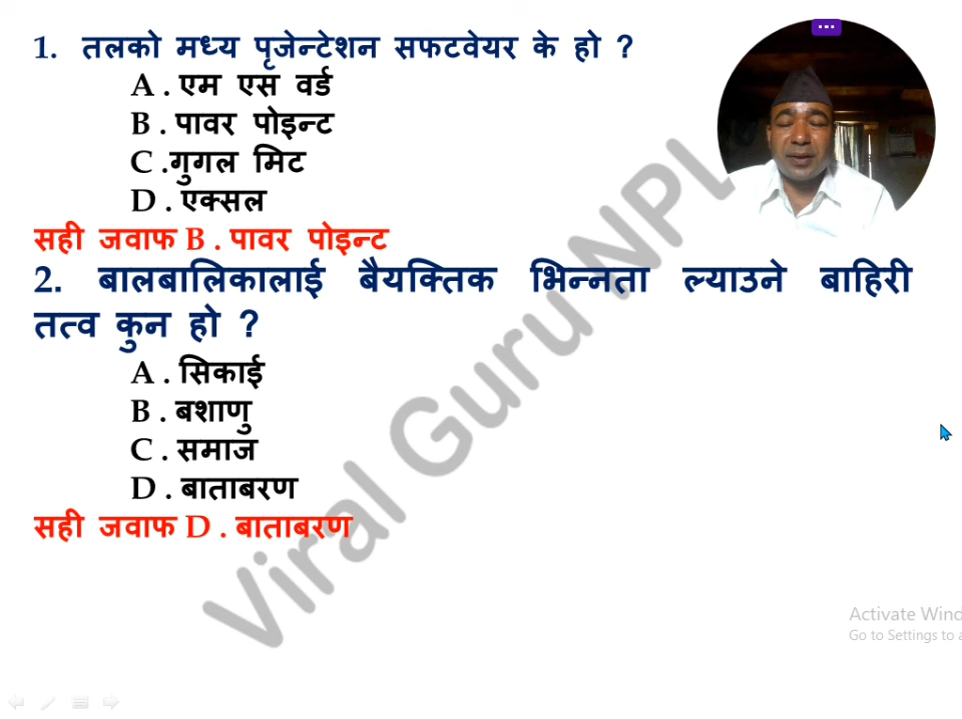 1. तलको मध्य पृजेन्टेशन सफटवेयर के हो ?
A . एम एस वर्ड
B . पावर पोइन्ट
C .गुगल मिट
D . एक्सल
सही जवाफ B . पावर पोइन्ट
2. बालबालिकालाई बैयक्तिक भिन्नता ल्याउने बाहिरी
तत्व कुन हो ?
A . सिकाई
B . बशाणु
C . समाज
D . बाताबरण
सही जवाफ D . बाताबरण
Viral Guru NPL
Activate Wind
Go to Settings to a